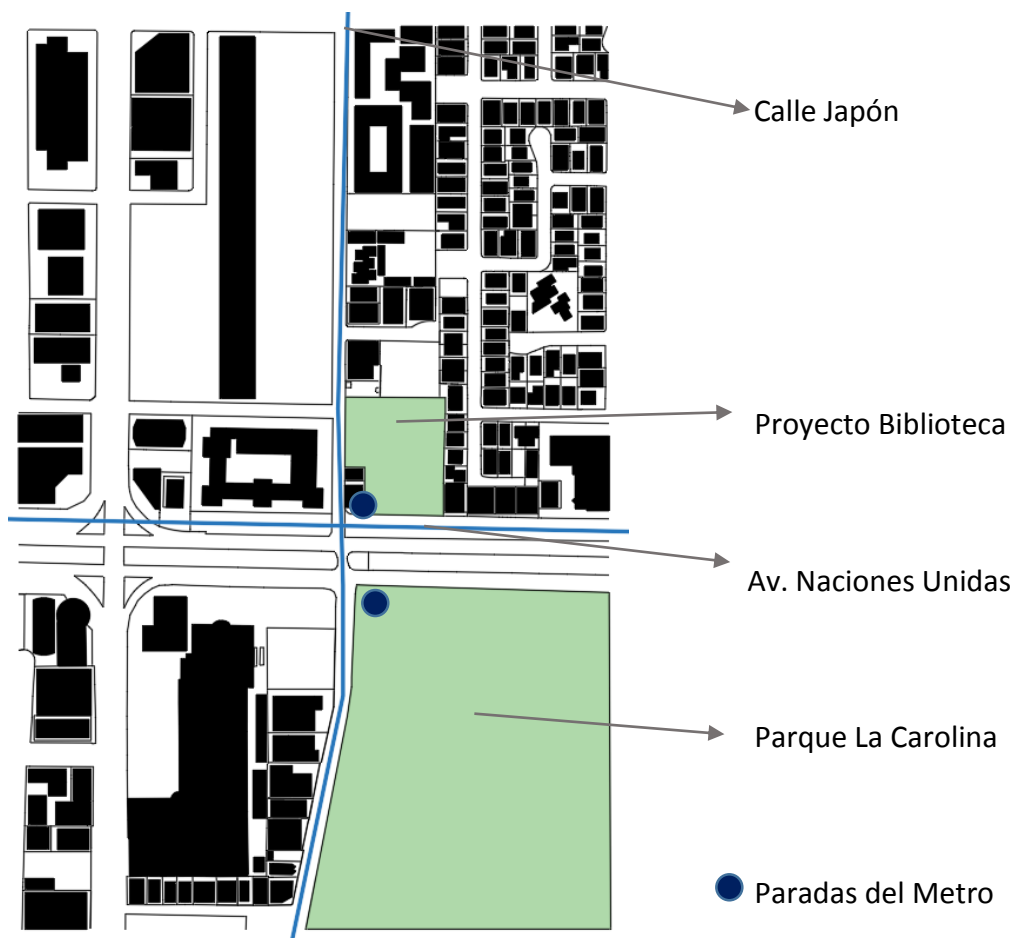 Calle Japón
Proyecto Biblioteca
Av. Naciones Unidas
Parque La Carolina
Paradas del Metro